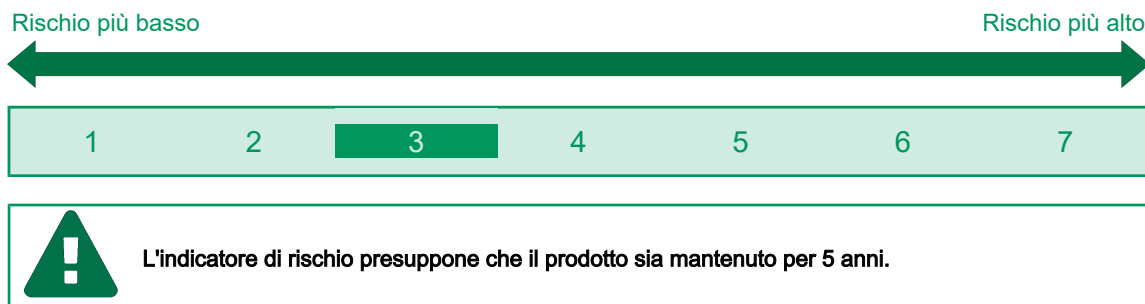 Rischio più basso Rischio più alto
1 2 3 4 5 6 7
L'indicatore di rischio presuppone che il prodotto sia mantenuto per 5 anni.